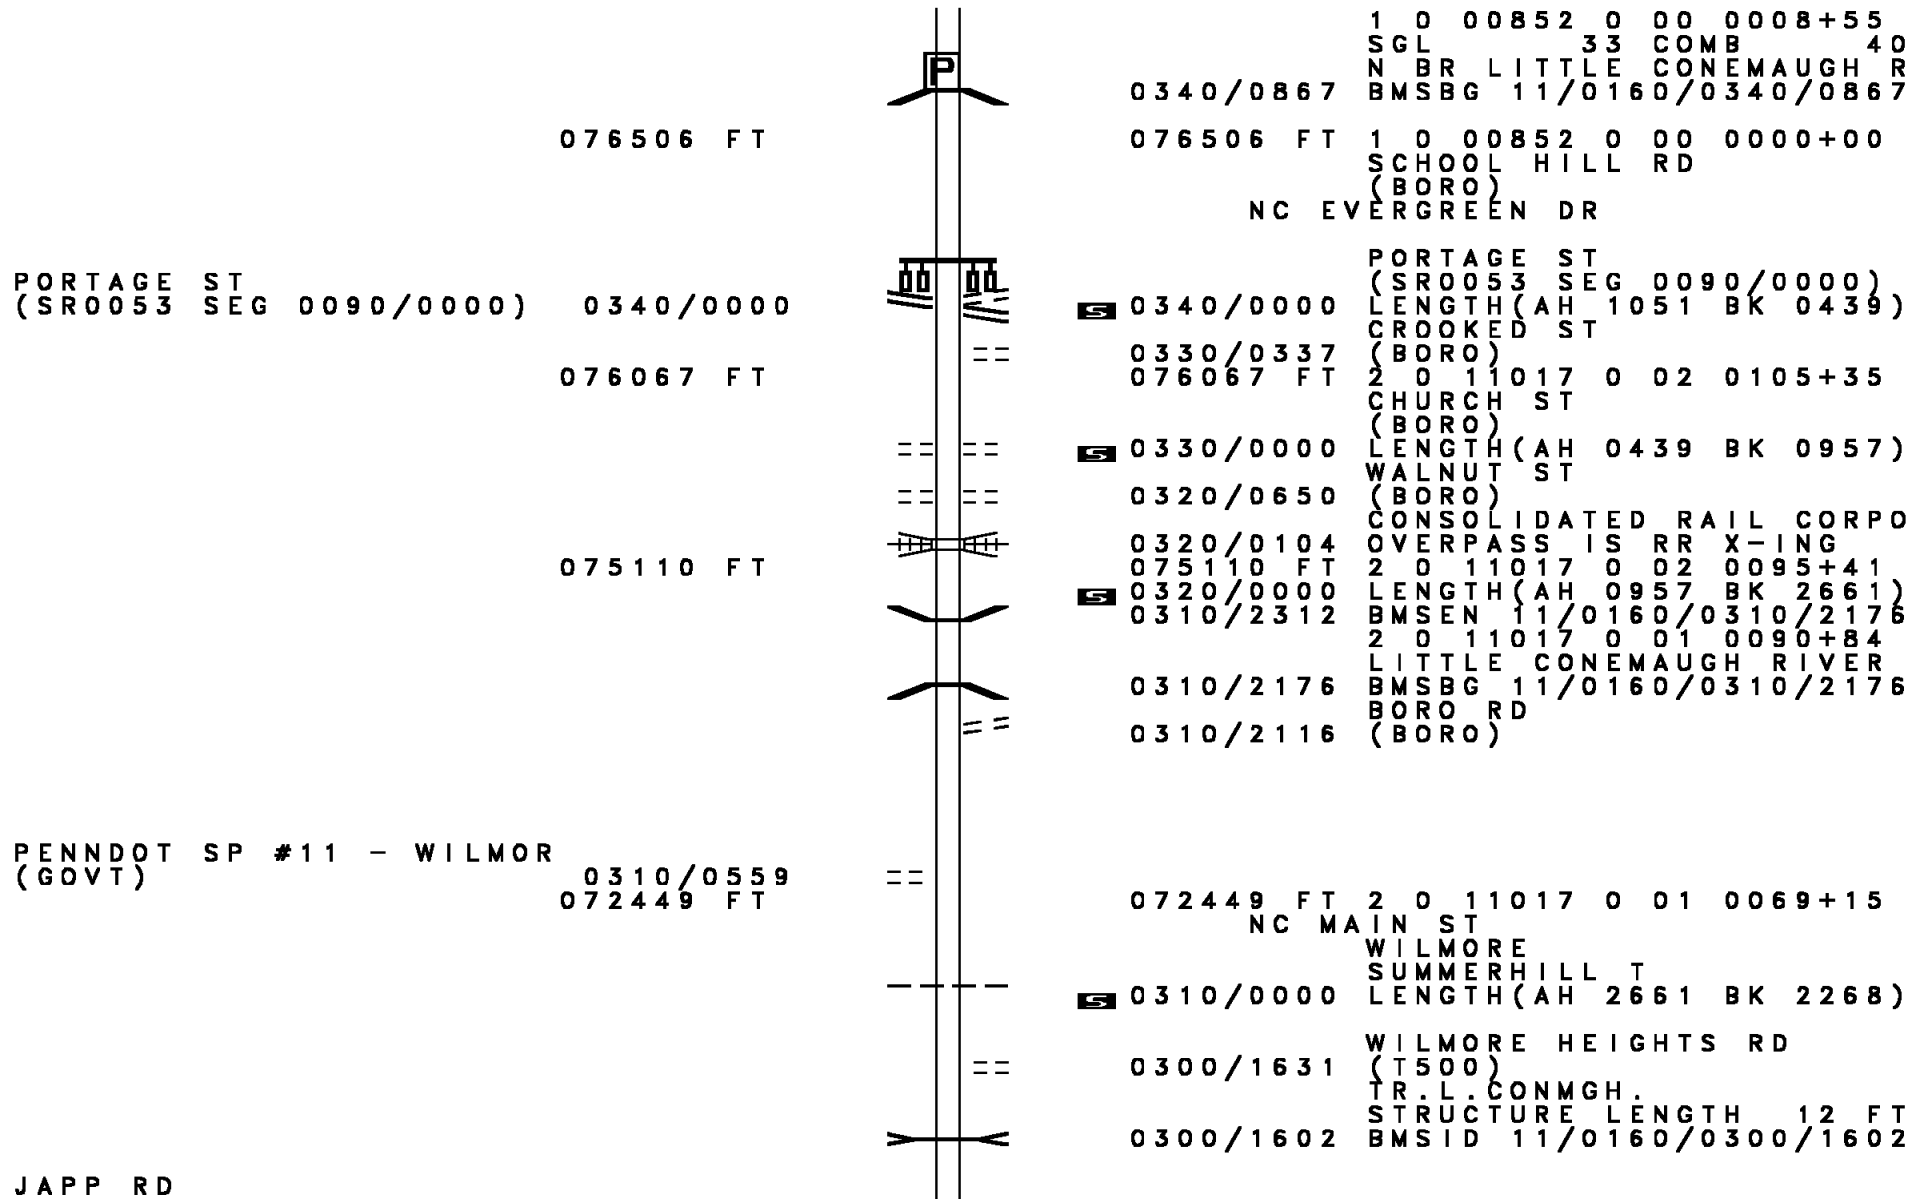 1 0 00852 0 00 0008+55
SGL 33 COMB 40
P
N BR LITTLE CONEMAUGH R
0340/0867 BMSBG 11/0160/0340/0867
076506 FT 076506 FT 1 0 00852 0 00 0000+00
SCHOOL HILL RD
(BORO)
NC EVERGREEN DR
PORTAGE ST
PORTAGE ST (SR0053 SEG 0090/0000)
(SR0053 SEG 0090/0000) 0340/0000 S 0340/0000 LENGTH(AH 1051 BK 0439)
CROOKED ST
0330/0337 (BORO)
076067 FT 076067 FT 2 0 11017 0 02 0105+35
CHURCH ST
(BORO)
S 0330/0000 LENGTH(AH 0439 BK 0957)
WALNUT ST
0320/0650 (BORO)
CONSOLIDATED RAIL CORPO
0320/0104 OVERPASS IS RR X-ING
075110 FT 075110 FT 2 0 11017 0 02 0095+41
S 0320/0000 LENGTH(AH 0957 BK 2661)
0310/2312 BMSEN 11/0160/0310/2176
2 0 11017 0 01 0090+84
LITTLE CONEMAUGH RIVER
0310/2176 BMSBG 11/0160/0310/2176
BORO RD
0310/2116 (BORO)
PENNDOT SP #11 - WILMOR
(GOVT) 0310/0559
072449 FT 072449 FT 2 0 11017 0 01 0069+15
NC MAIN ST
WILMORE
SUMMERHILL T
S 0310/0000 LENGTH(AH 2661 BK 2268)
WILMORE HEIGHTS RD
0300/1631 (T500)
TR.L.CONMGH.
STRUCTURE LENGTH 12 FT
0300/1602 BMSID 11/0160/0300/1602
JAPP RD